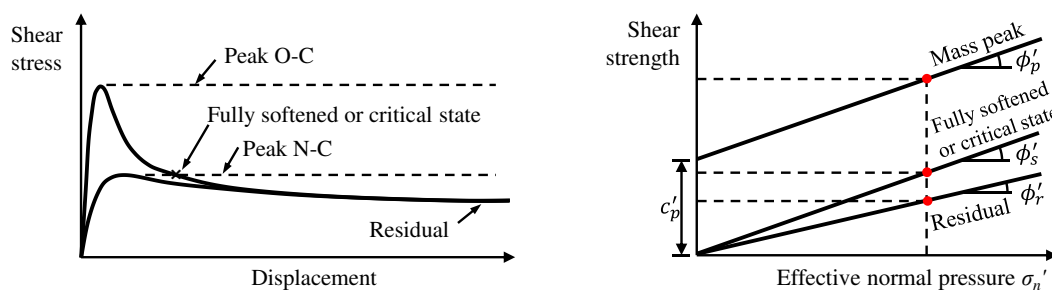 Shear
stress
Peak O-C
Fully softened or critical state
Peak N-C
Residual
Displacement
Shear
strength
Mass peak
ϕ′p
Fully softened
or critical state
ϕ′s
c′p
ϕ′r
Residual
Effective normal pressure σn′